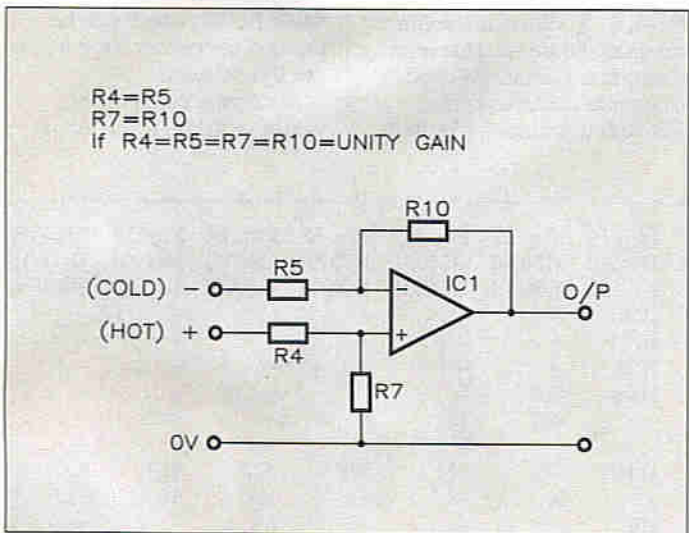 R4=R5
R7=R10
If R4=R5=R7=R10=UNITY GAIN
R10
R5
IC1
(COLD) −
−
O/P
(HOT) +
+
R4
R7
0V